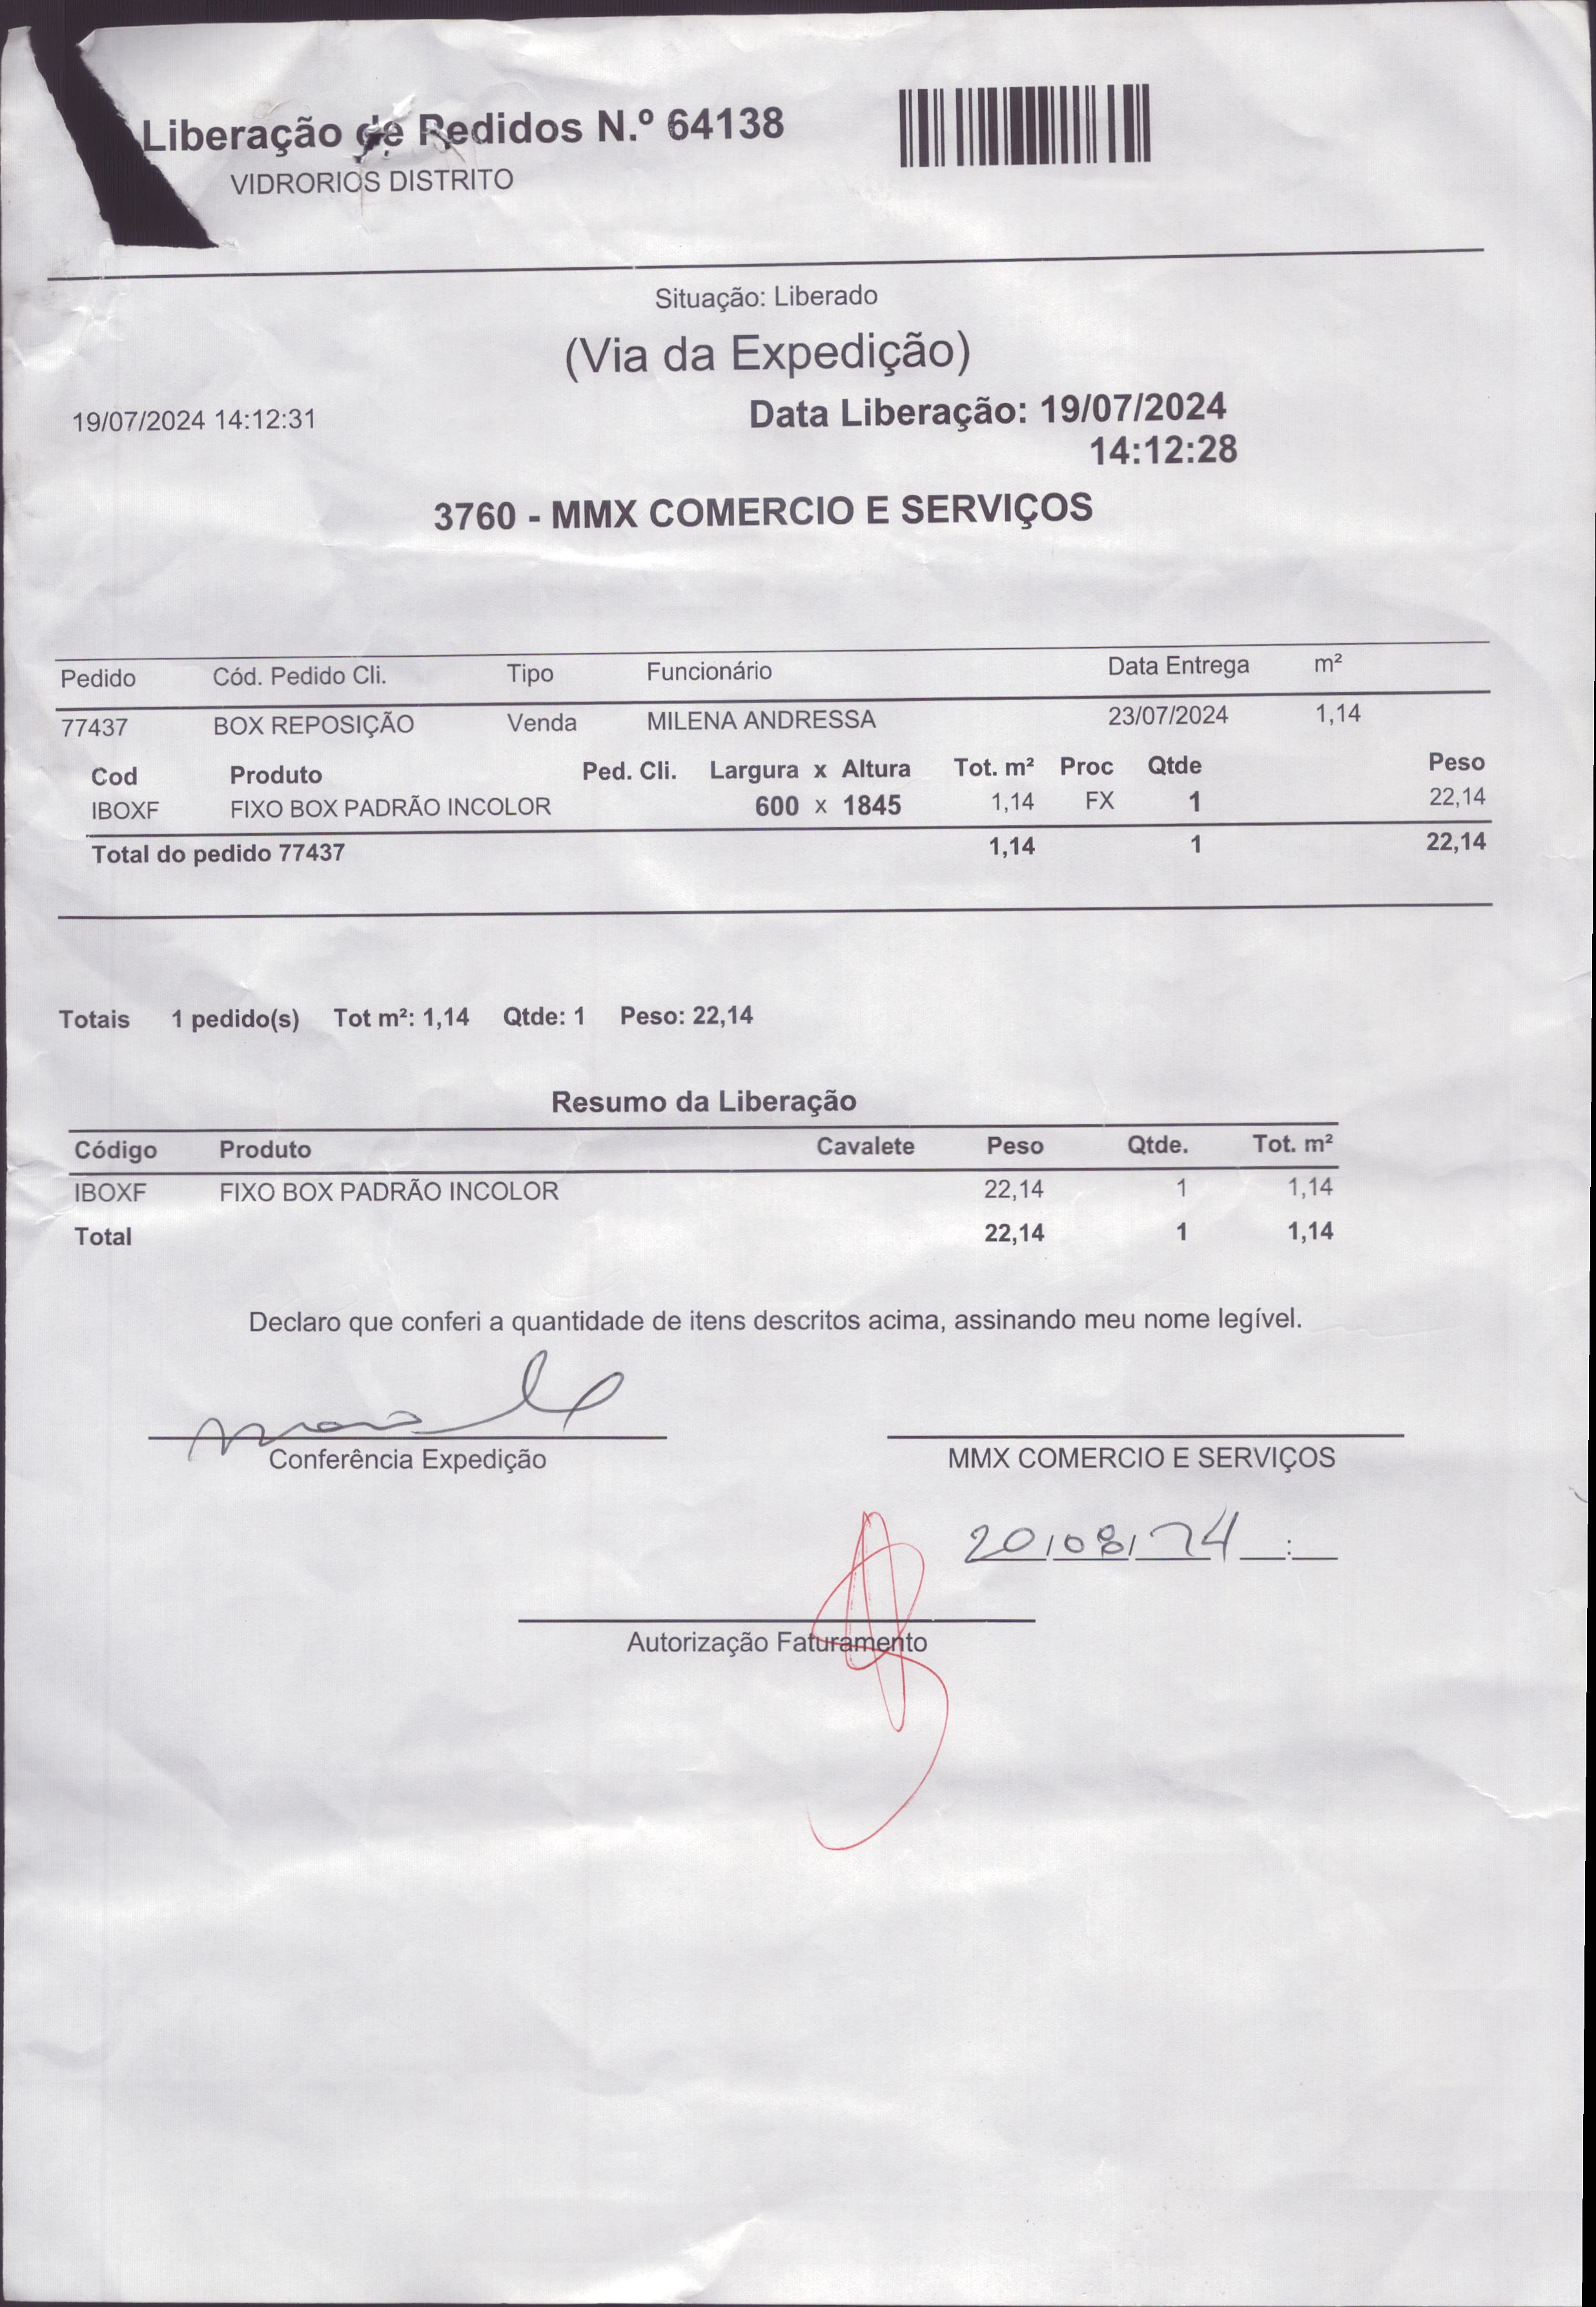 Liberação de Pedidos N.º 64138
VIDRORIOS DISTRITO
Situação: Liberado
(Via da Expedição)
19/07/2024 14:12:31
Data Liberação: 19/07/2024
14:12:28
3760 - MMX COMERCIO E SERVIÇOS
Pedido Cód. Pedido Cli. Tipo Funcionário Data Entrega m²
77437 BOX REPOSIÇÃO Venda MILENA ANDRESSA 23/07/2024 1,14
Cod Produto Ped. Cli. Largura x Altura Tot. m² Proc Qtde Peso
IBOXF FIXO BOX PADRÃO INCOLOR 600 x 1845 1,14 FX 1 22,14
Total do pedido 77437 1,14 1 22,14
Totais 1 pedido(s) Tot m²: 1,14 Qtde: 1 Peso: 22,14
Resumo da Liberação
Código Produto Cavalete Peso Qtde. Tot. m²
IBOXF FIXO BOX PADRÃO INCOLOR 22,14 1 1,14
Total 22,14 1 1,14
Declaro que conferi a quantidade de itens descritos acima, assinando meu nome legível.
Conferência Expedição
MMX COMERCIO E SERVIÇOS
20/08/24 __:__
Autorização Faturamento